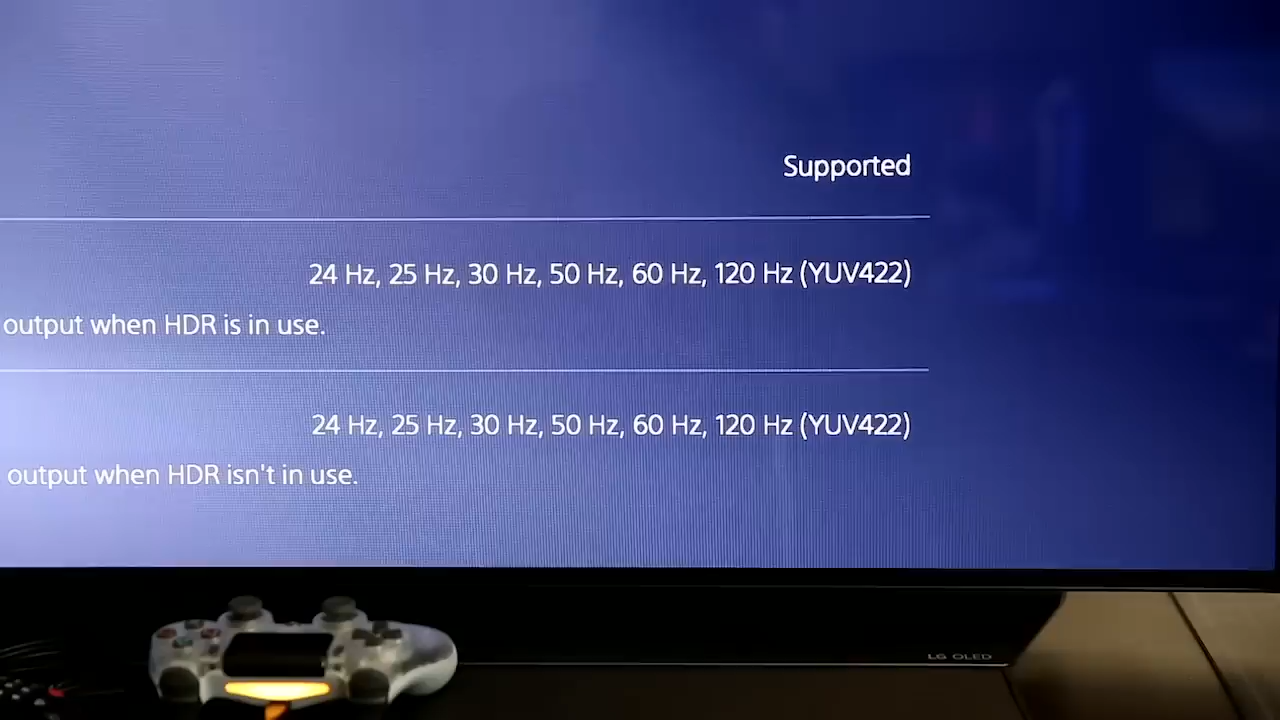 Supported
24 Hz, 25 Hz, 30 Hz, 50 Hz, 60 Hz, 120 Hz (YUV422)
output when HDR is in use.
24 Hz, 25 Hz, 30 Hz, 50 Hz, 60 Hz, 120 Hz (YUV422)
output when HDR isn't in use.
LG OLED